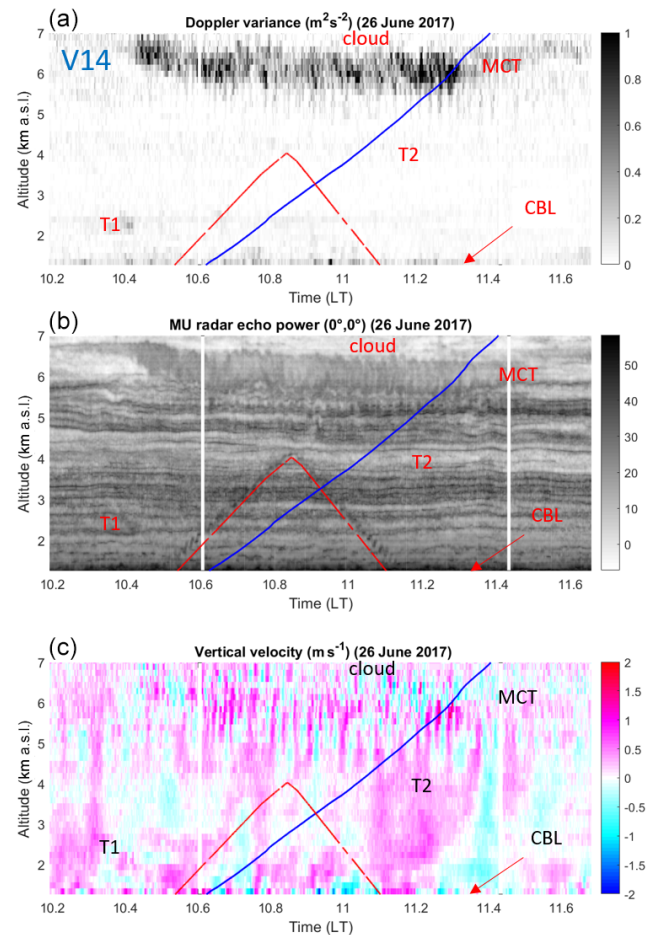 (a)
Doppler variance (m²s⁻²) (26 June 2017)
V14
cloud
MCT
T2
T1
CBL
Altitude (km a.s.l.)
7
6
5
4
3
2
10.2 10.4 10.6 10.8 11 11.2 11.4 11.6
Time (LT)
1
0.8
0.6
0.4
0.2
0
(b)
MU radar echo power (0°,0°) (26 June 2017)
cloud
MCT
T2
T1
CBL
Altitude (km a.s.l.)
7
6
5
4
3
2
10.2 10.4 10.6 10.8 11 11.2 11.4 11.6
Time (LT)
50
40
30
20
10
0
(c)
Vertical velocity (m s⁻¹) (26 June 2017)
cloud
MCT
T2
T1
CBL
Altitude (km a.s.l.)
7
6
5
4
3
2
10.2 10.4 10.6 10.8 11 11.2 11.4 11.6
Time (LT)
2
1.5
1
0.5
0
-0.5
-1
-1.5
-2